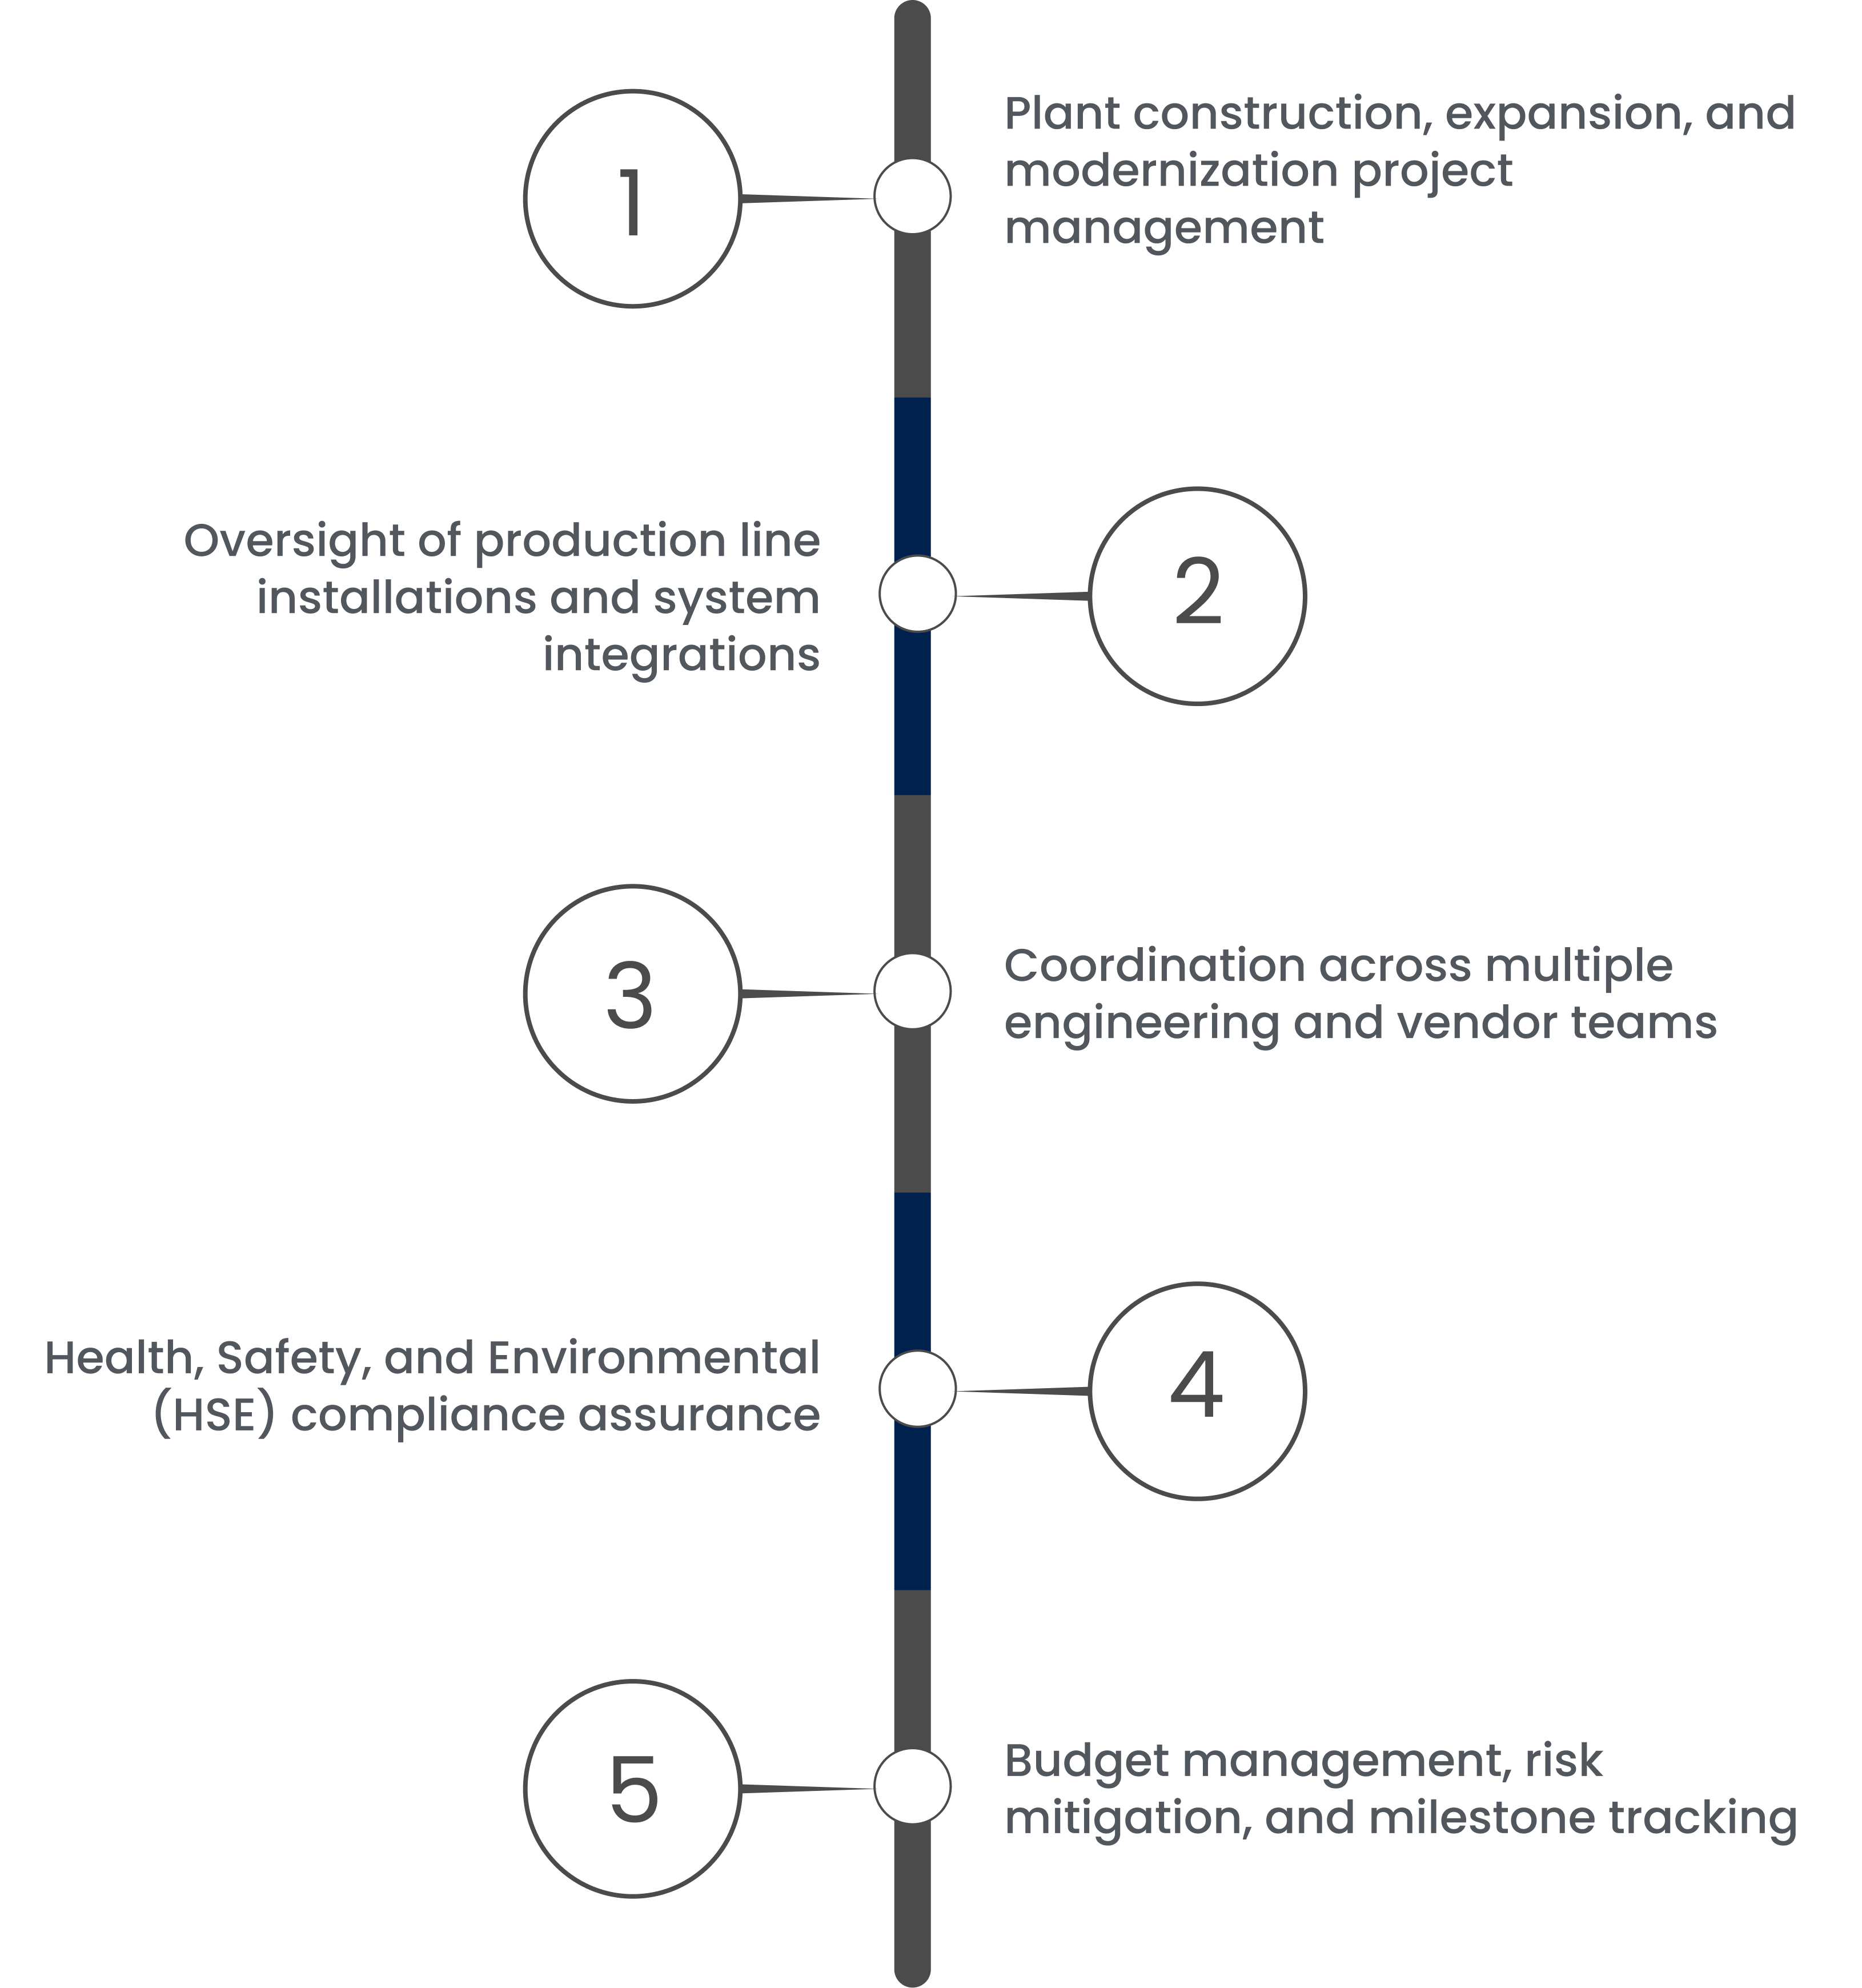 1
Plant construction, expansion, and
modernization project
management
Oversight of production line
installations and system
integrations
2
3
Coordination across multiple
engineering and vendor teams
Health, Safety, and Environmental
(HSE) compliance assurance
4
5
Budget management, risk
mitigation, and milestone tracking